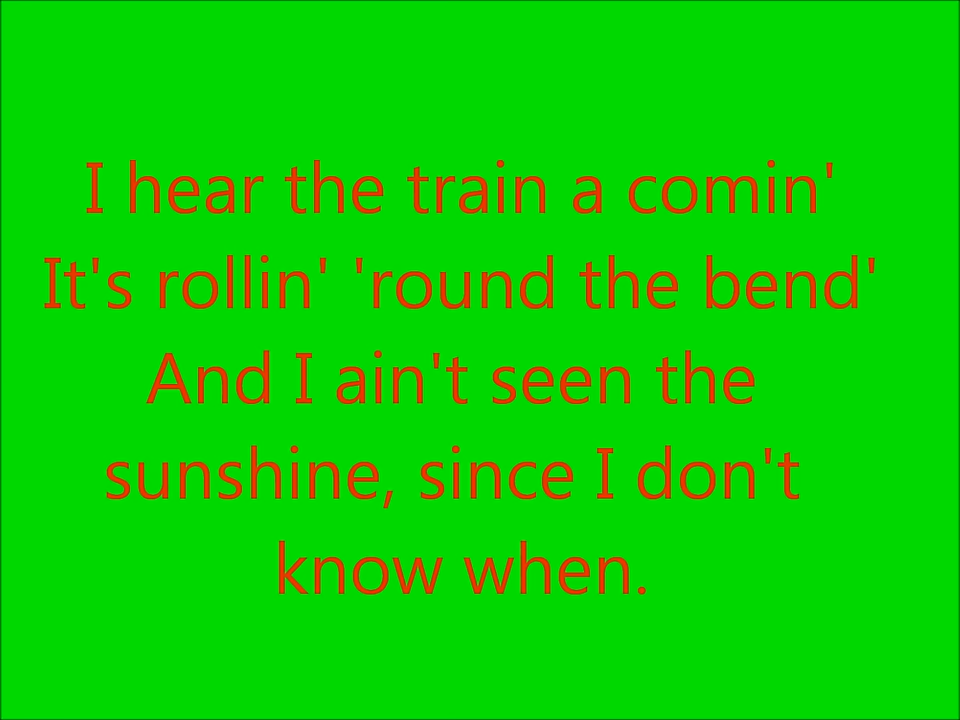 I hear the train a comin'
It's rollin' 'round the bend'
And I ain't seen the
sunshine, since I don't
know when.